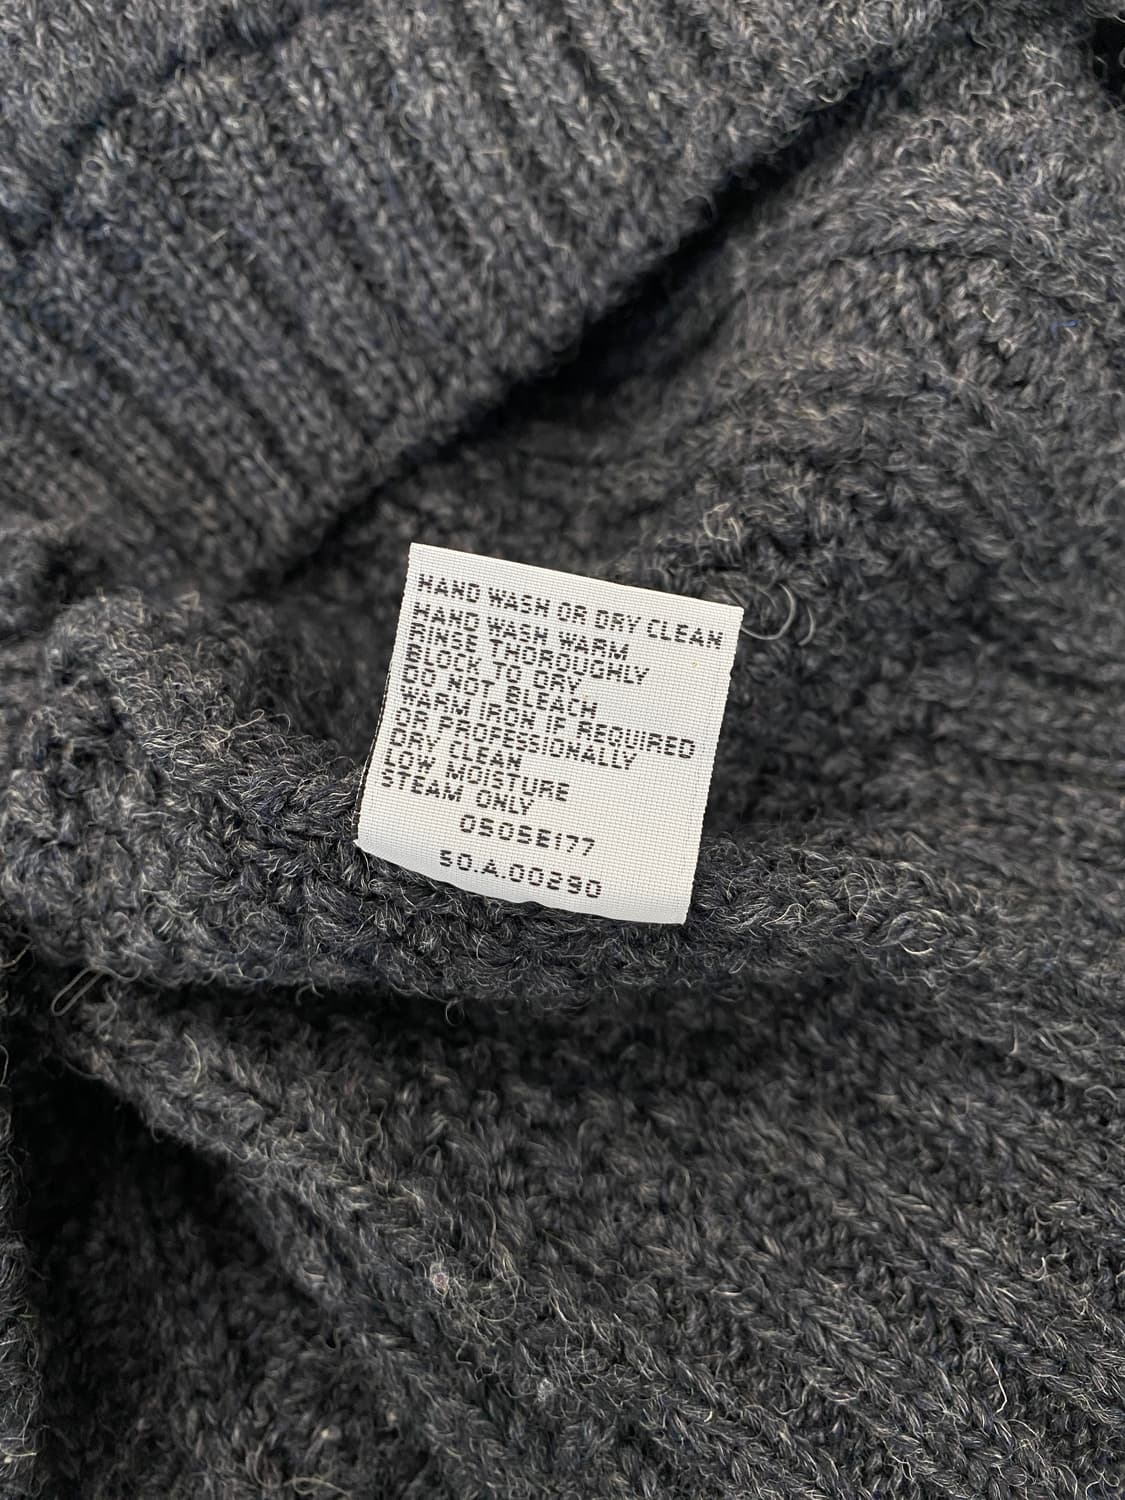 HAND WASH OR DRY CLEAN
HAND WASH WARM
RINSE THOROUGHLY
BLOCK TO DRY
DO NOT BLEACH
WARM IRON IF REQUIRED
OR PROFESSIONALLY
DRY CLEAN
LOW MOISTURE
STEAM ONLY
0505E177
50.A.00290